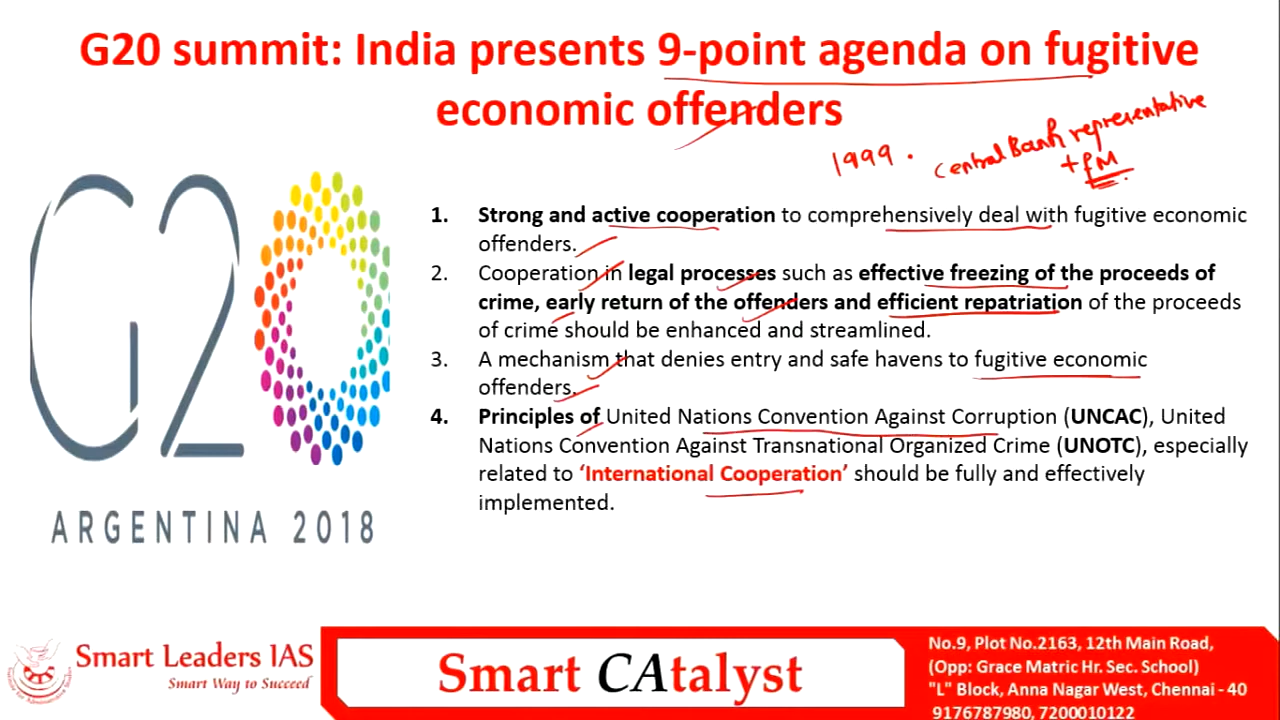 G20 summit: India presents 9-point agenda on fugitive
economic offenders
1999.
Central Bank representative
+ FM
G20
ARGENTINA 2018
1. Strong and active cooperation to comprehensively deal with fugitive economic
offenders.
2. Cooperation in legal processes such as effective freezing of the proceeds of
crime, early return of the offenders and efficient repatriation of the proceeds
of crime should be enhanced and streamlined.
3. A mechanism that denies entry and safe havens to fugitive economic
offenders.
4. Principles of United Nations Convention Against Corruption (UNCAC), United
Nations Convention Against Transnational Organized Crime (UNOTC), especially
related to ‘International Cooperation’ should be fully and effectively
implemented.
Smart Leaders IAS
Smart Way to Succeed
Smart CAtalyst
No.9, Plot No.2163, 12th Main Road,
(Opp: Grace Matric Hr. Sec. School)
"L" Block, Anna Nagar West, Chennai - 40
9176787980, 7200010122